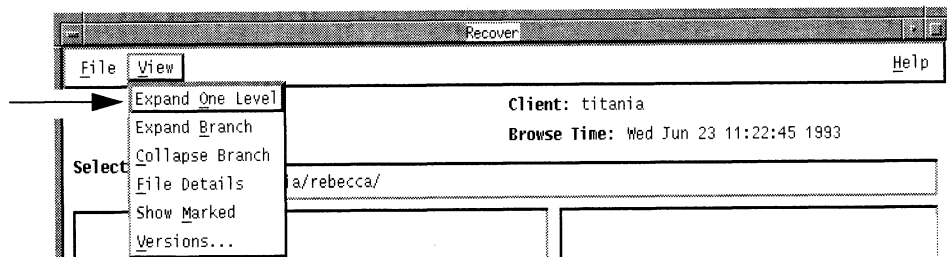 Recover
File View Help
Expand One Level
Client: titania
Expand Branch
Browse Time: Wed Jun 23 11:22:45 1993
Collapse Branch
Select
File Details
ia/rebecca/
Show Marked
Versions...